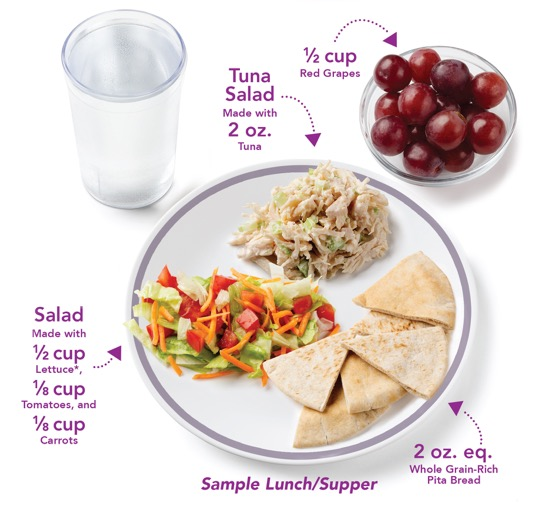 ½ cup
Red Grapes
Tuna
Salad
Made with
2 oz.
Tuna
Salad
Made with
½ cup
Lettuce*,
⅛ cup
Tomatoes, and
⅛ cup
Carrots
2 oz. eq.
Whole Grain-Rich
Pita Bread
Sample Lunch/Supper